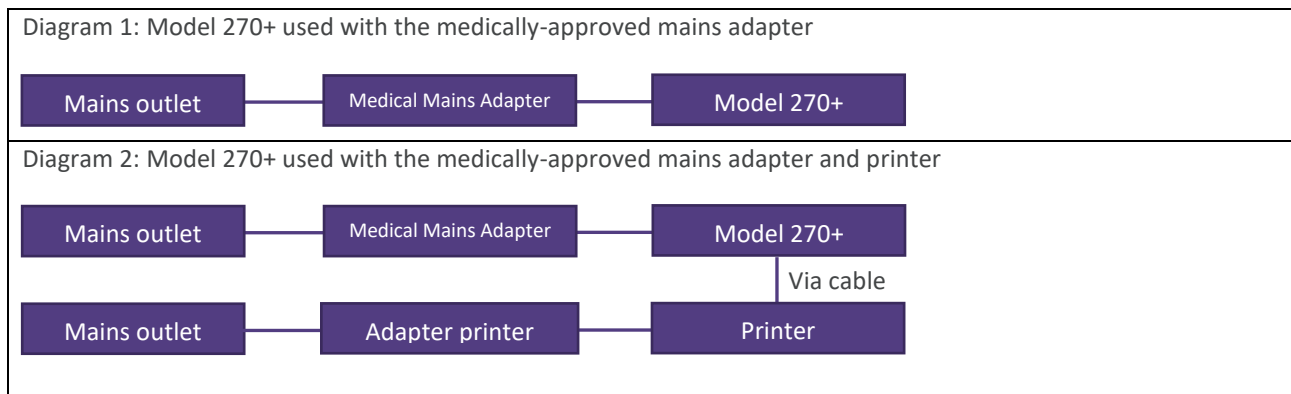 Diagram 1: Model 270+ used with the medically-approved mains adapter
Mains outlet Medical Mains Adapter Model 270+
Diagram 2: Model 270+ used with the medically-approved mains adapter and printer
Mains outlet Medical Mains Adapter Model 270+
Via cable
Mains outlet Adapter printer Printer